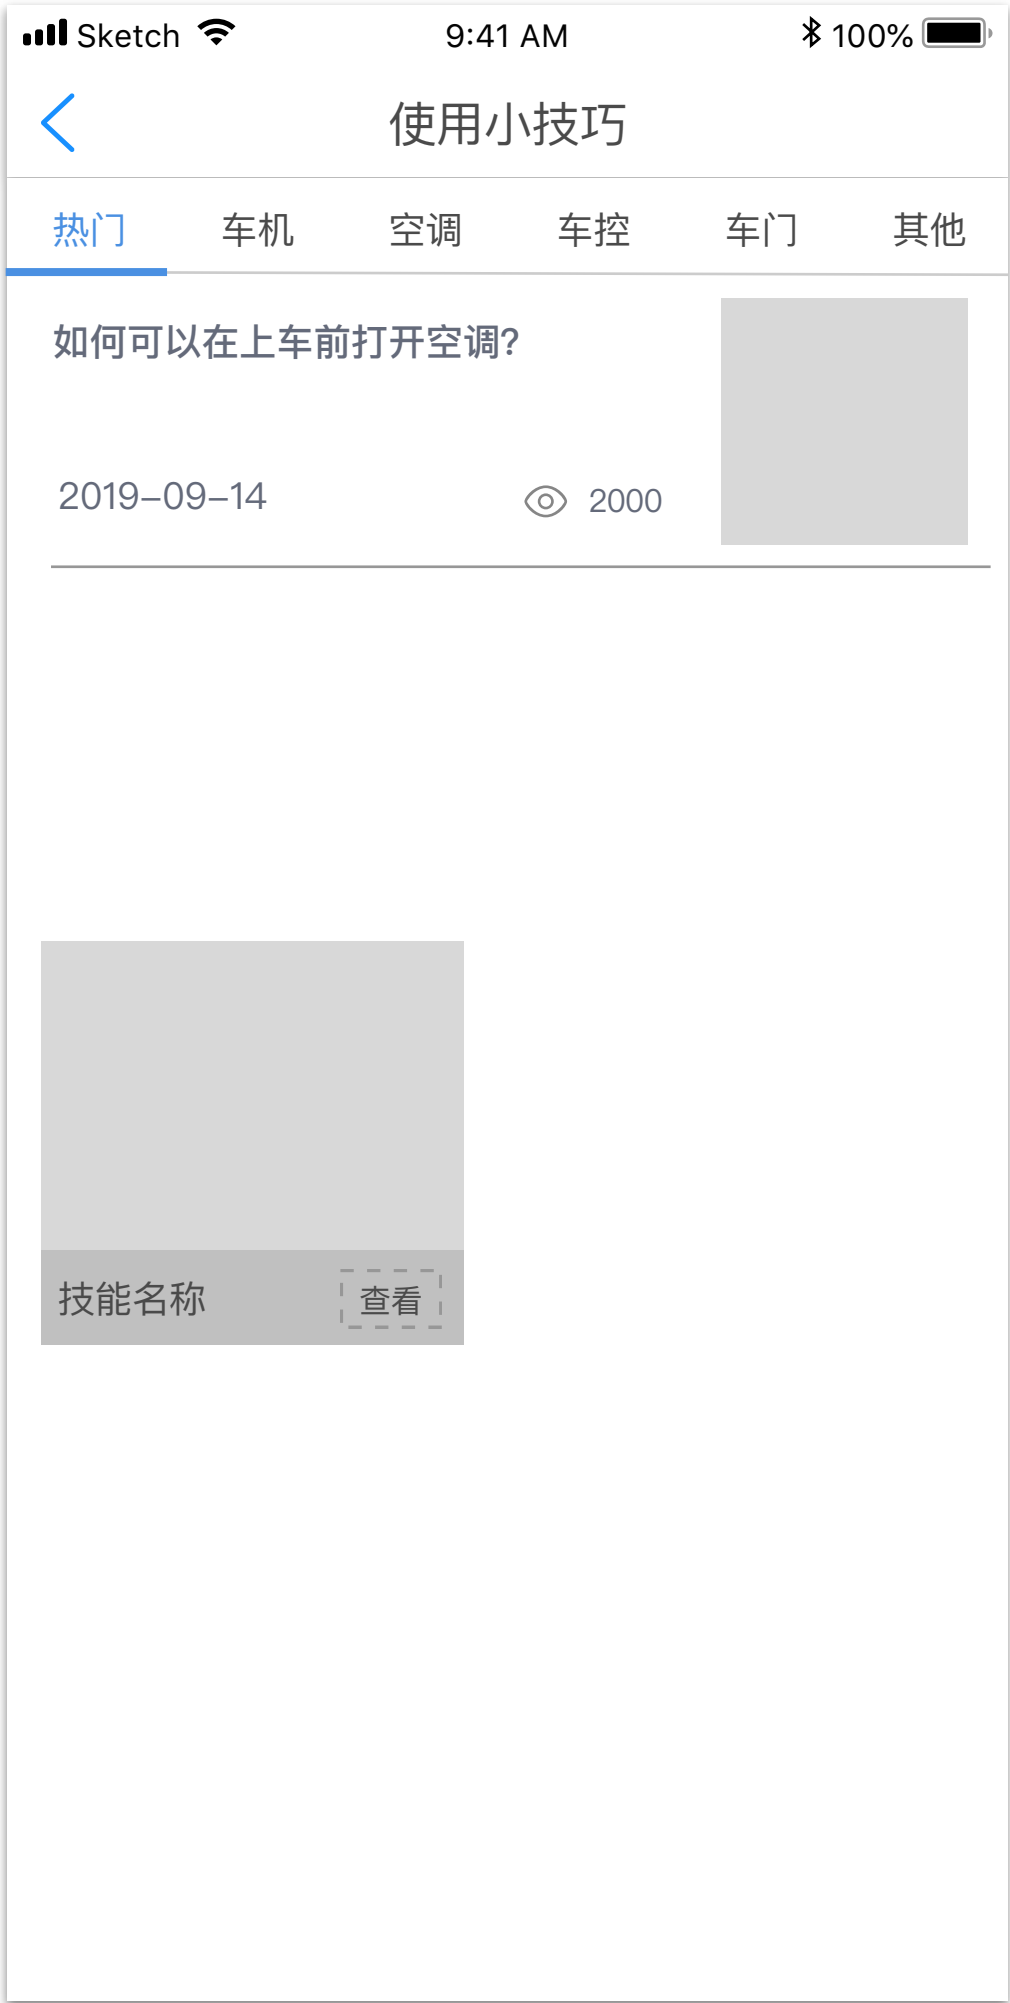 Sketch 9:41 AM 100%
使用小技巧
热门 车机 空调 车控 车门 其他
如何可以在上车前打开空调?
2019-09-14 2000
技能名称 查看